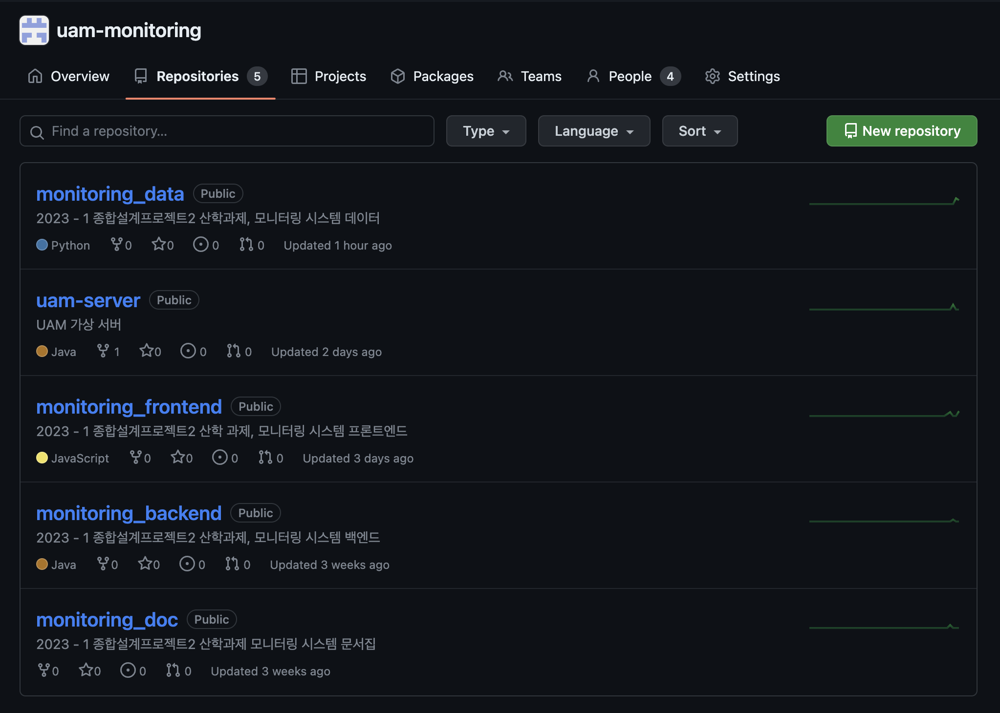 uam-monitoring
Overview Repositories 5 Projects Packages Teams People 4 Settings
Find a repository... Type Language Sort New repository
monitoring_data Public
2023 - 1 종합설계프로젝트2 산학과제, 모니터링 시스템 데이터
Python 0 0 0 0 Updated 1 hour ago
uam-server Public
UAM 가상 서버
Java 1 0 0 0 Updated 2 days ago
monitoring_frontend Public
2023 - 1 종합설계프로젝트2 산학 과제, 모니터링 시스템 프론트엔드
JavaScript 0 0 0 0 Updated 3 days ago
monitoring_backend Public
2023 - 1 종합설계프로젝트2 산학과제, 모니터링 시스템 백엔드
Java 0 0 0 0 Updated 3 weeks ago
monitoring_doc Public
2023 - 1 종합설계프로젝트2 산학과제 모니터링 시스템 문서집
0 0 0 0 Updated 3 weeks ago